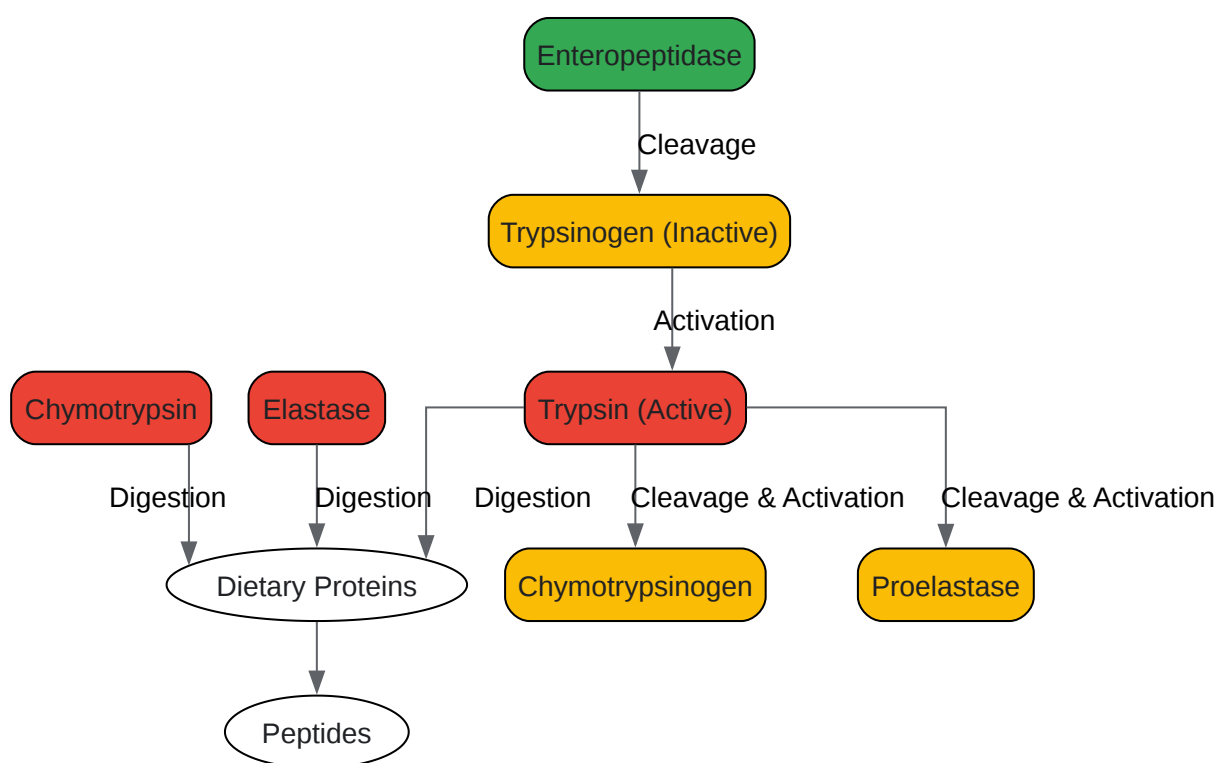 Enteropeptidase
Cleavage
Trypsinogen (Inactive)
Activation
Chymotrypsin
Elastase
Trypsin (Active)
Digestion
Digestion
Digestion
Cleavage & Activation
Cleavage & Activation
Dietary Proteins
Chymotrypsinogen
Proelastase
Peptides